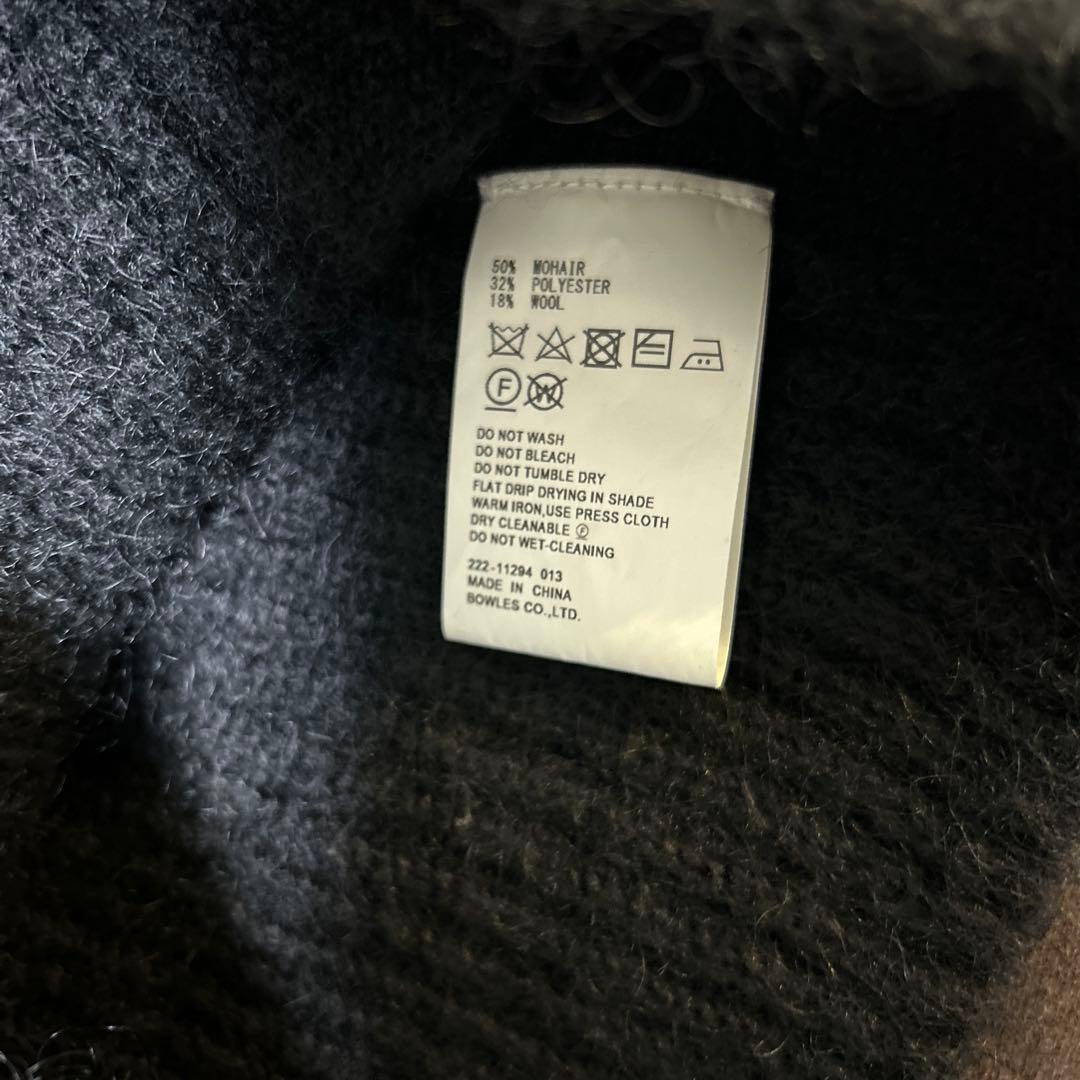 50% MOHAIR
32% POLYESTER
18% WOOL
F W
DO NOT WASH
DO NOT BLEACH
DO NOT TUMBLE DRY
FLAT DRIP DRYING IN SHADE
WARM IRON,USE PRESS CLOTH
DRY CLEANABLE Ⓕ
DO NOT WET-CLEANING
222-11294 013
MADE IN CHINA
BOWLES CO.,LTD.